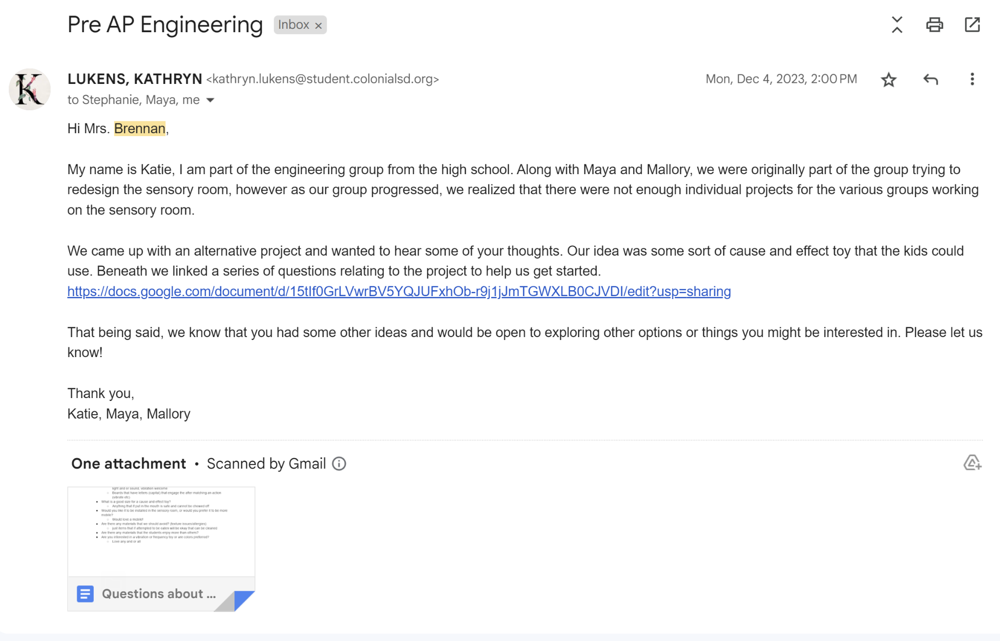 Pre AP Engineering Inbox ×
K LUKENS, KATHRYN <kathryn.lukens@student.colonialsd.org> Mon, Dec 4, 2023, 2:00 PM
to Stephanie, Maya, me
Hi Mrs. Brennan,
My name is Katie, I am part of the engineering group from the high school. Along with Maya and Mallory, we were originally part of the group trying to
redesign the sensory room, however as our group progressed, we realized that there were not enough individual projects for the various groups working
on the sensory room.
We came up with an alternative project and wanted to hear some of your thoughts. Our idea was some sort of cause and effect toy that the kids could
use. Beneath we linked a series of questions relating to the project to help us get started.
https://docs.google.com/document/d/15tIf0GrLVwrBV5YQJUFxhOb-r9j1jJmTGWXLB0CJVDI/edit?usp=sharing
That being said, we know that you had some other ideas and would be open to exploring other options or things you might be interested in. Please let us
know!
Thank you,
Katie, Maya, Mallory
One attachment • Scanned by Gmail
light and or sound, vibration welcome
Boards that have letters (capital) that engage the after matching an action
(vibrate etc)
What is a good size for a cause and effect toy?
Anything that if put in the mouth is safe and cannot be chewed off
Would you like it to be installed in the sensory room, or would you prefer it to be more
mobile?
Would love a mobile!
Are there any materials that we should avoid? (texture issues/allergies)
just items that if attempted to be eaten will be okay that can be cleaned
Are there any materials that the students enjoy more than others?
Are you interested in a vibration or frequency toy or are colors preferred?
Love any and or all
Questions about ...